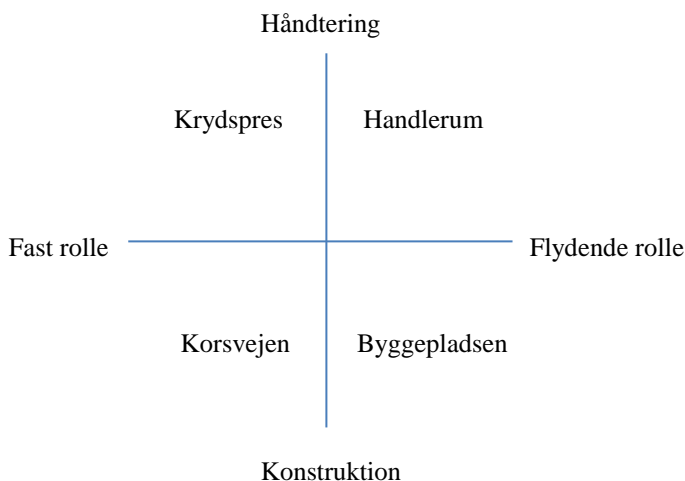 Håndtering
Krydspres Handlerum
Fast rolle Flydende rolle
Korsvejen Byggepladsen
Konstruktion